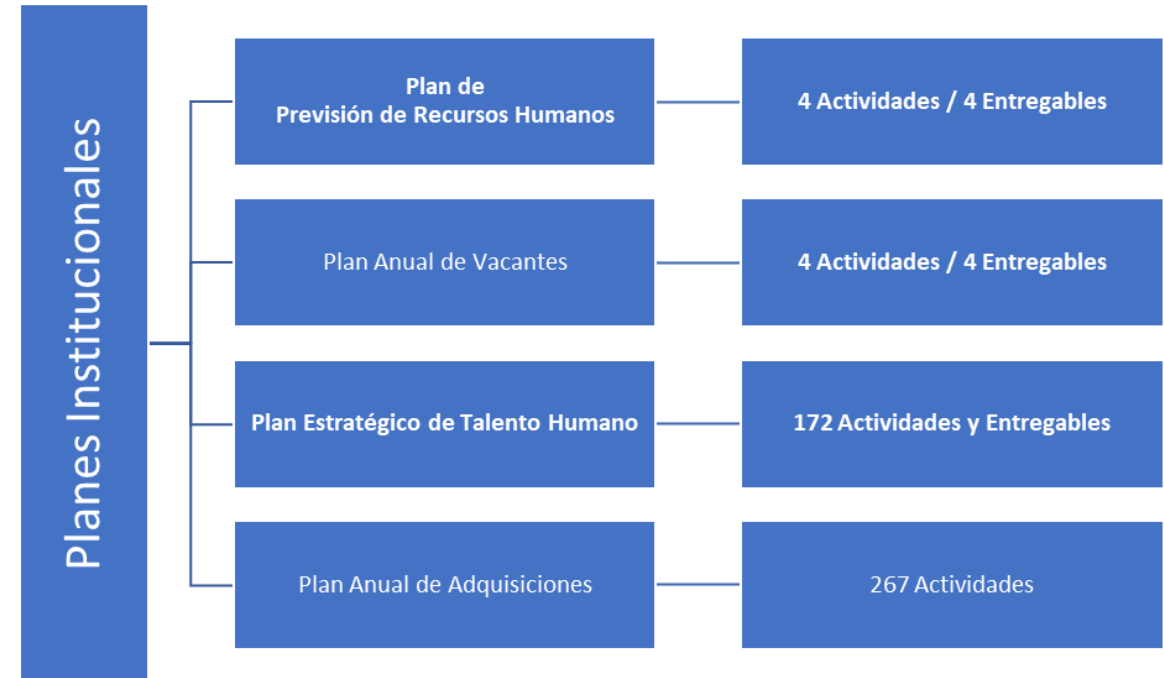 Planes Institucionales
Plan de
Previsión de Recursos Humanos
4 Actividades / 4 Entregables
Plan Anual de Vacantes
4 Actividades / 4 Entregables
Plan Estratégico de Talento Humano
172 Actividades y Entregables
Plan Anual de Adquisiciones
267 Actividades